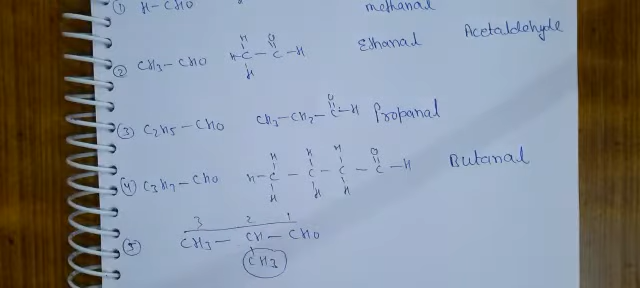 ① H-CHO methanal
② CH3 - CHO H H-C-C-H O H Ethanal Acetaldehyde
③ C2H5 - CHO CH3-CH2-C-H O Propanal
④ C3H7 - CHO H-C-C-C-C-H H H H O H H H Butanal
3 2 1
⑤ CH3 - CH - CHO
CH3